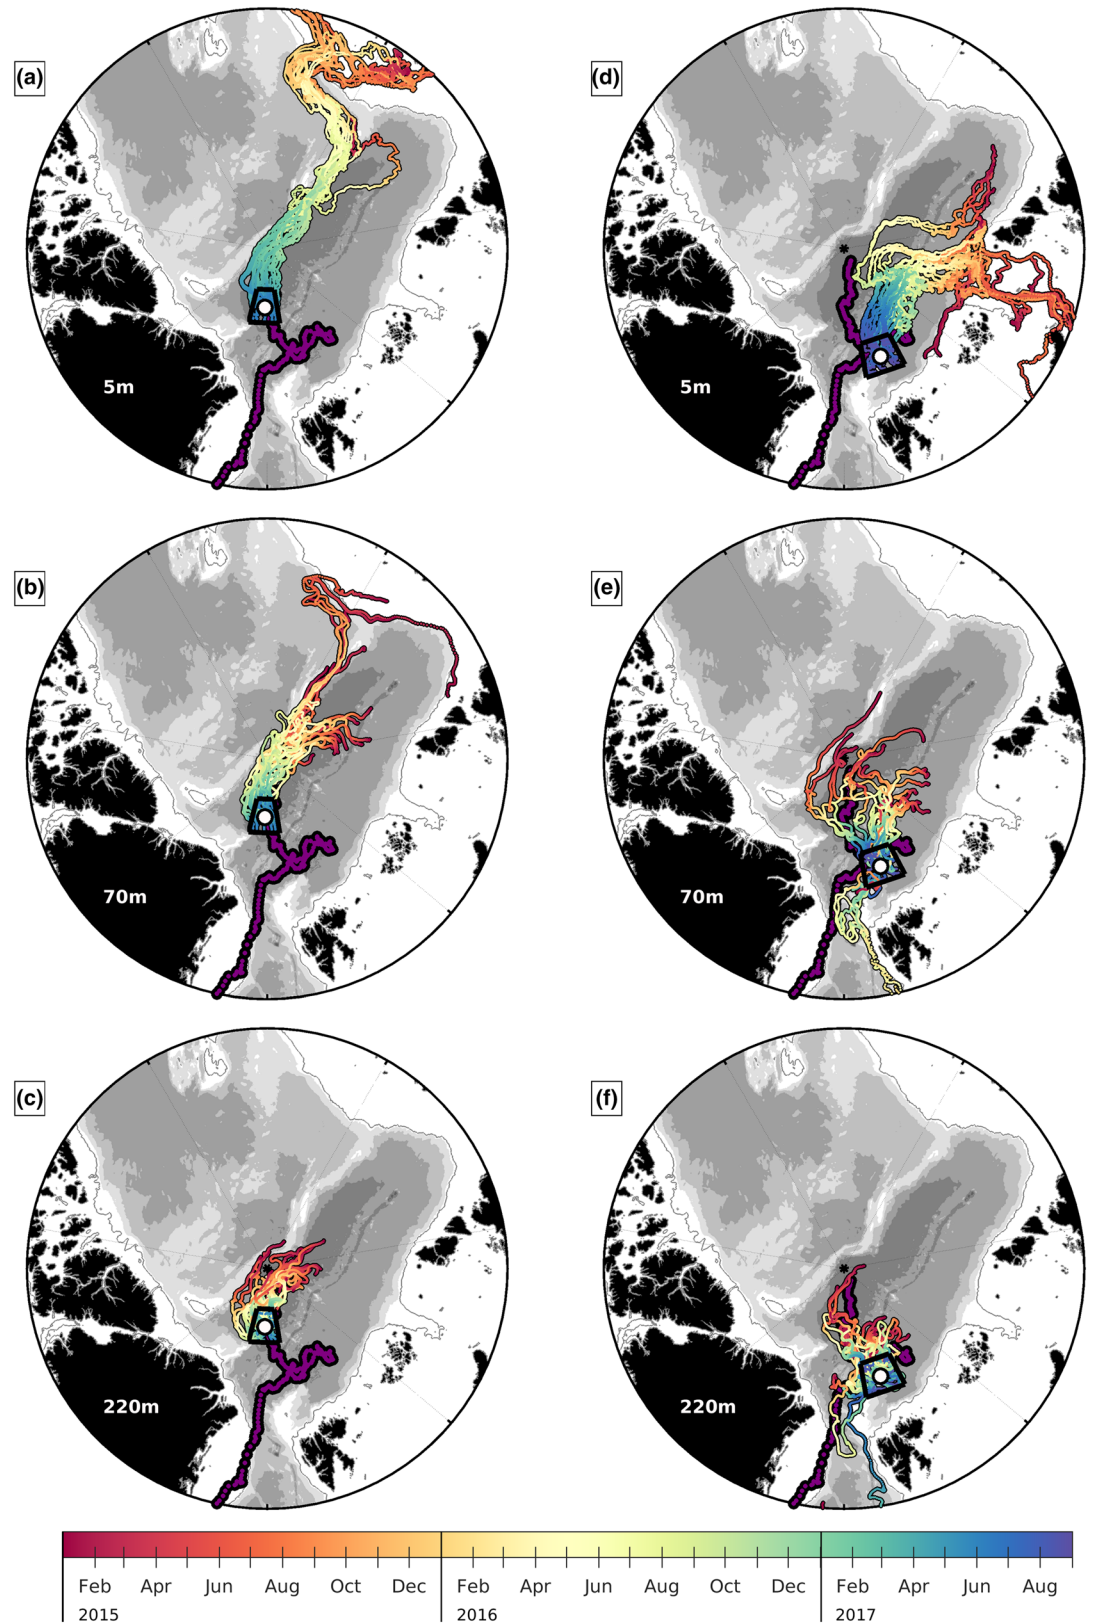 (a)
(d)
5m
5m
(b)
(e)
70m
70m
(c)
(f)
220m
220m
Feb Apr Jun Aug Oct Dec Feb Apr Jun Aug Oct Dec Feb Apr Jun Aug
2015 2016 2017